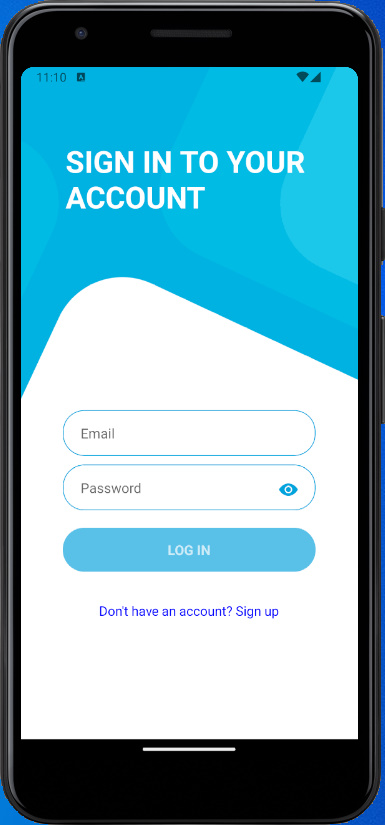 11:10
SIGN IN TO YOUR
ACCOUNT
Email
Password
LOG IN
Don't have an account? Sign up